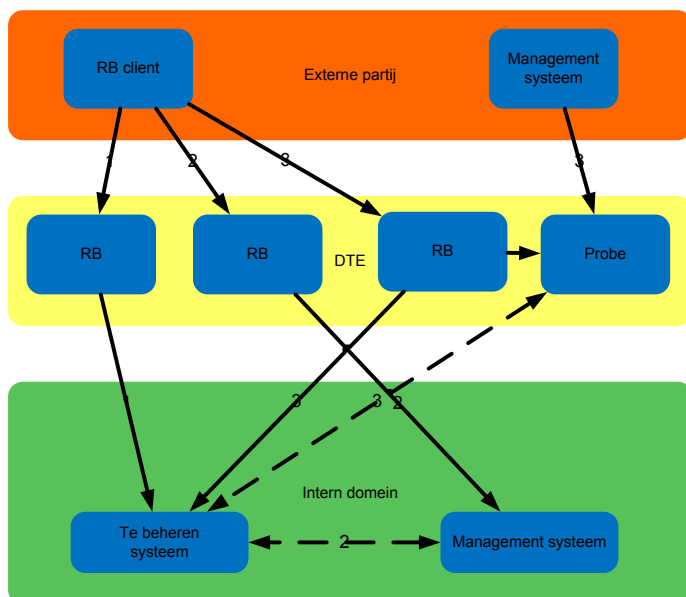 RB client
Externe partij
Management
systeem
1
2
3
3
RB
RB
DTE
RB
Probe
1
3
3
2
Intern domein
Te beheren
systeem
2
Management systeem